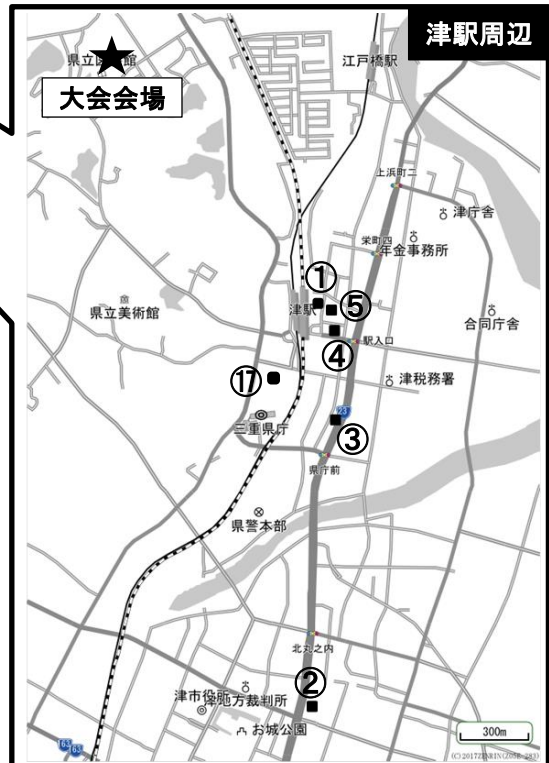 津駅周辺
県立図 館
大会会場
江戸橋駅
上浜町二
津庁舎
栄町四
年金事務所
①
津駅
⑤
県立美術館
合同庁舎
④
駅入口
⑰
津税務署
23
三重県庁
③
県庁前
県警本部
北丸之内
②
津市役所
津地方裁判所
お城公園
163
163
300m